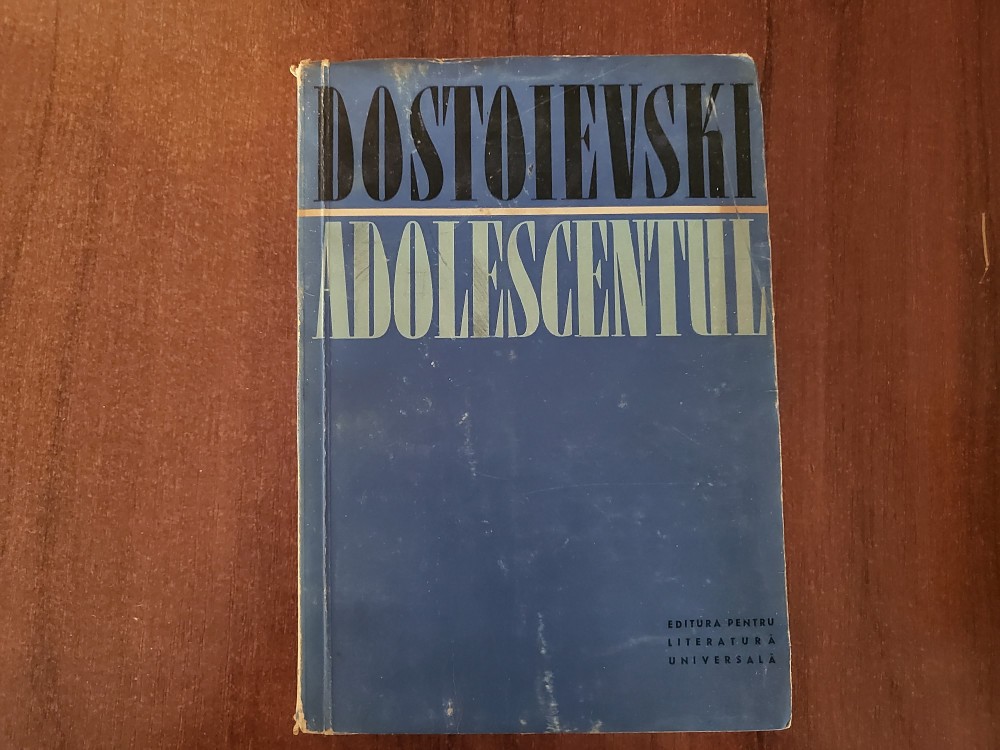 DOSTOIEVSKI
ADOLESCENTUL
EDITURA PENTRU
LITERATURĂ
UNIVERSALĂ